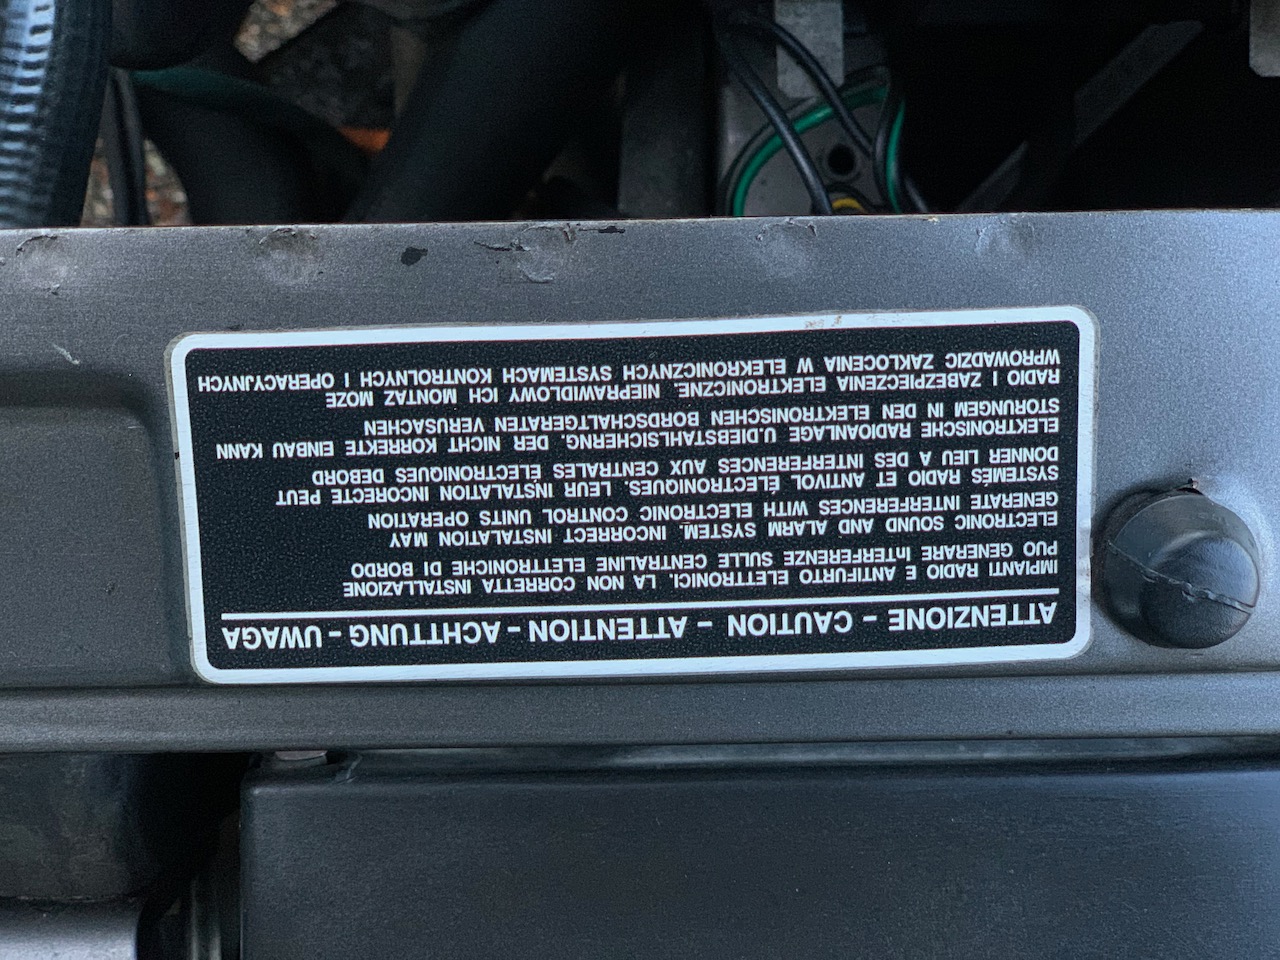 ATTENZIONE - CAUTION - ATTENTION - ACHTTUNG - UWAGA
IMPIANTI RADIO E ANTIFURTO ELETTRONICI. LA NON CORRETTA INSTALLAZIONE
PUO GENERARE InTERFERENZE SULLE CENTRALINE ELETTRONICHE DI BORDO
ELECTRONIC SOUND AND ALARM SYSTEM. INCORRECT INSTALLATION MAY
GENERATE INTERFERENCES WITH ELECTRONIC CONTROL UNITS OPERATION
SYSTEMÉS RADIO ET ANTIVOL ÉLECTRONIQUES. LEUR INSTALATION INCORECTE PEUT
DONNER LIEU A DES INTERFERENCES AUX CENTRALES ÉLECTRONIQUES DEBORD
ELEKTRONISCHE RADIOANLAGE U.DIEBSTAHLSICHERNG. DER NICHT KORREKTE EINBAU KANN
STORUNGEM IN DEN ELEKTRONISCHEN BORDSCHALTGERATEN VERUSACHEN
RADIO I ZABEZPIECZENIA ELEKTRONICZNE. NIEPRAWIDLOWY ICH MONTAZ MOZE
WPROWADZIC ZAKLOCENIA W ELEKRONICZNYCH SYSTEMACH KONTROLNYCH I OPERACYJNYCH